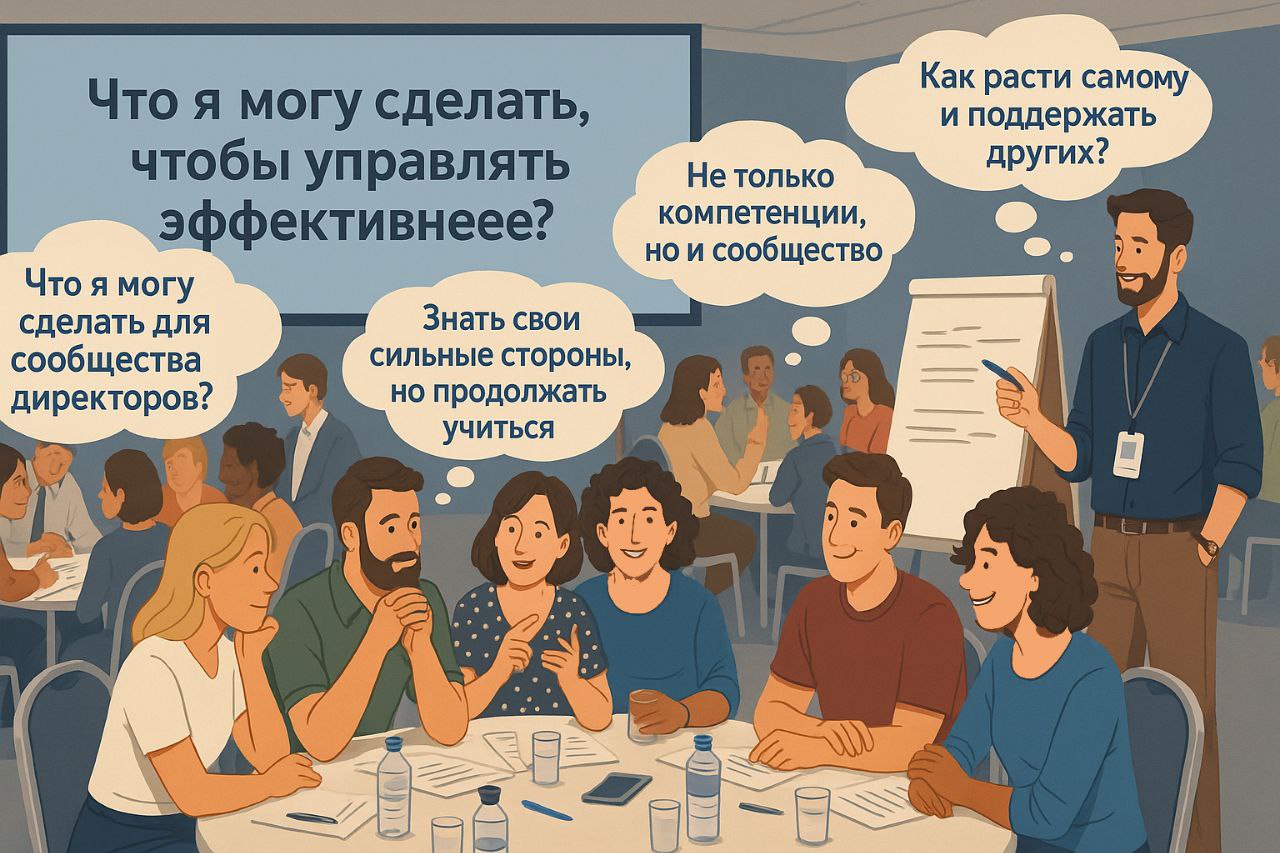 Что я могу сделать,
чтобы управлять
эффективнеее?
Как расти самому
и поддержать
других?
Не только
компетенции,
но и сообщество
Что я могу
сделать для
сообщества
директоров?
Знать свои
сильные стороны,
но продолжать
учиться